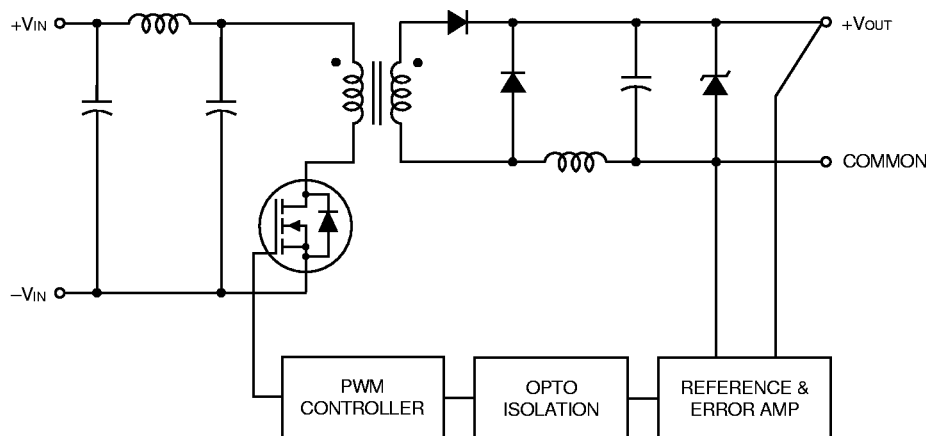 +VIN
+VOUT
COMMON
–VIN
PWM
CONTROLLER
OPTO
ISOLATION
REFERENCE &
ERROR AMP